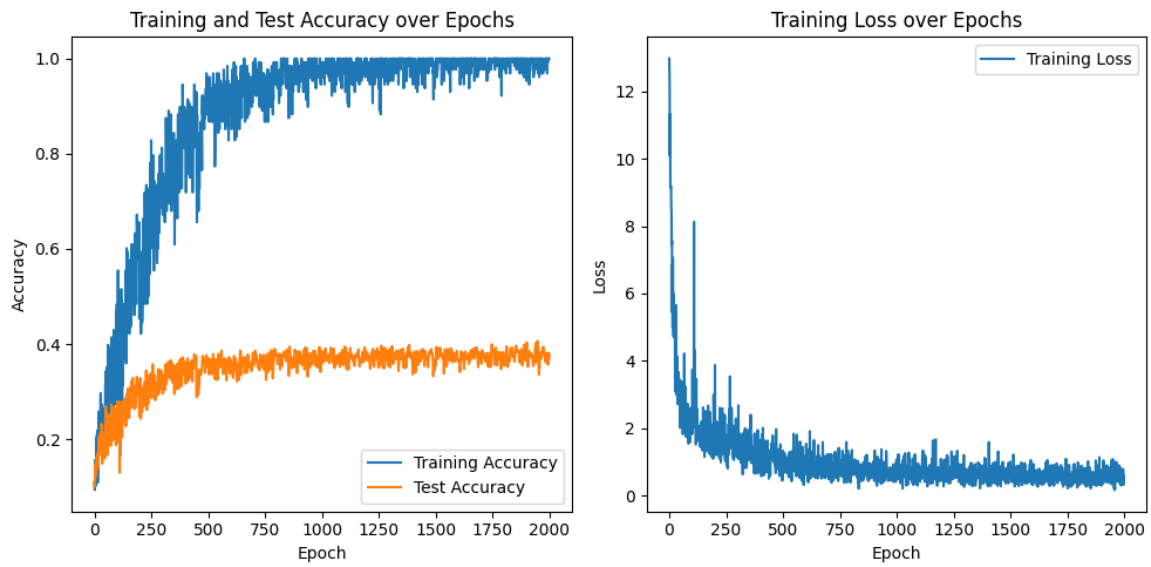 Training and Test Accuracy over Epochs
1.0
0.8
0.6
0.4
0.2
Accuracy
Training Accuracy
Test Accuracy
0 250 500 750 1000 1250 1500 1750 2000
Epoch
Training Loss over Epochs
Training Loss
12
10
8
6
4
2
0
Loss
0 250 500 750 1000 1250 1500 1750 2000
Epoch